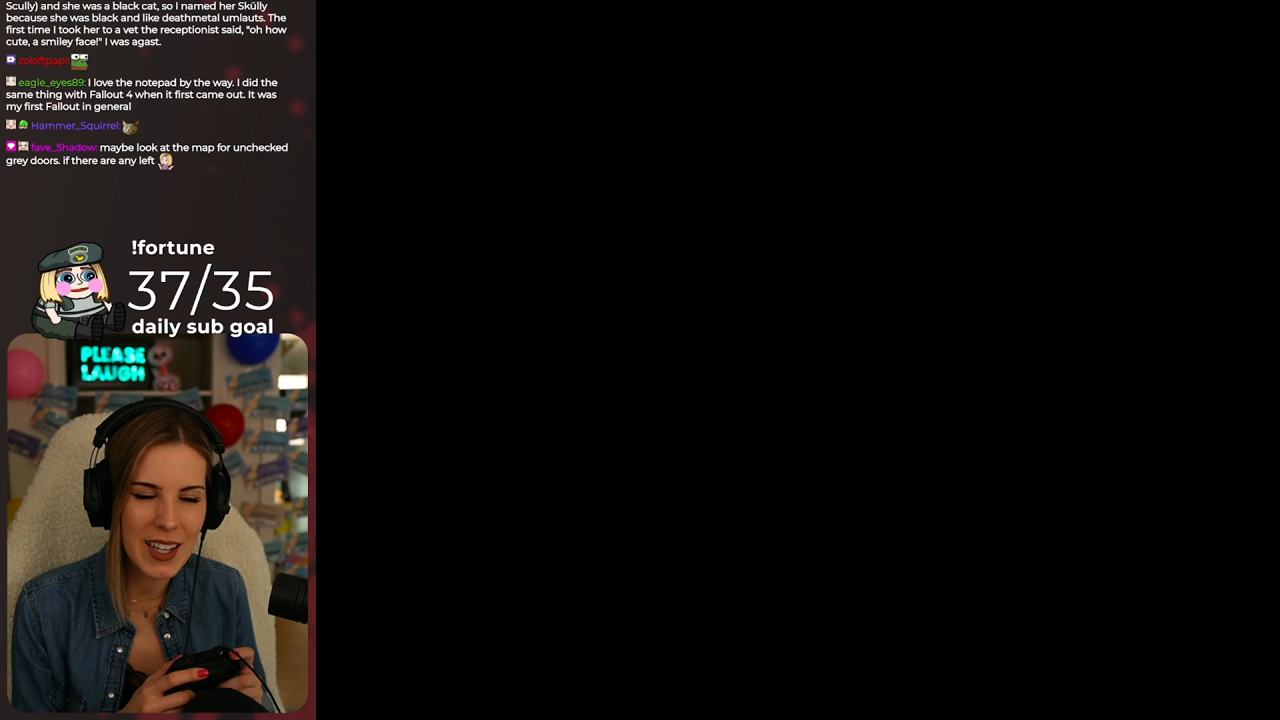 Scully) and she was a black cat, so I named her Skülly
because she was black and like deathmetal umlauts. The
first time I took her to a vet the receptionist said, "oh how
cute, a smiley face!" I was agast.
zoloftpapi:
eagle_eyes89: I love the notepad by the way. I did the
same thing with Fallout 4 when it first came out. It was
my first Fallout in general
Hammer_Squirrel:
fave_Shadow: maybe look at the map for unchecked
grey doors. if there are any left
!fortune
37/35
daily sub goal
PLEASE
LAUGH